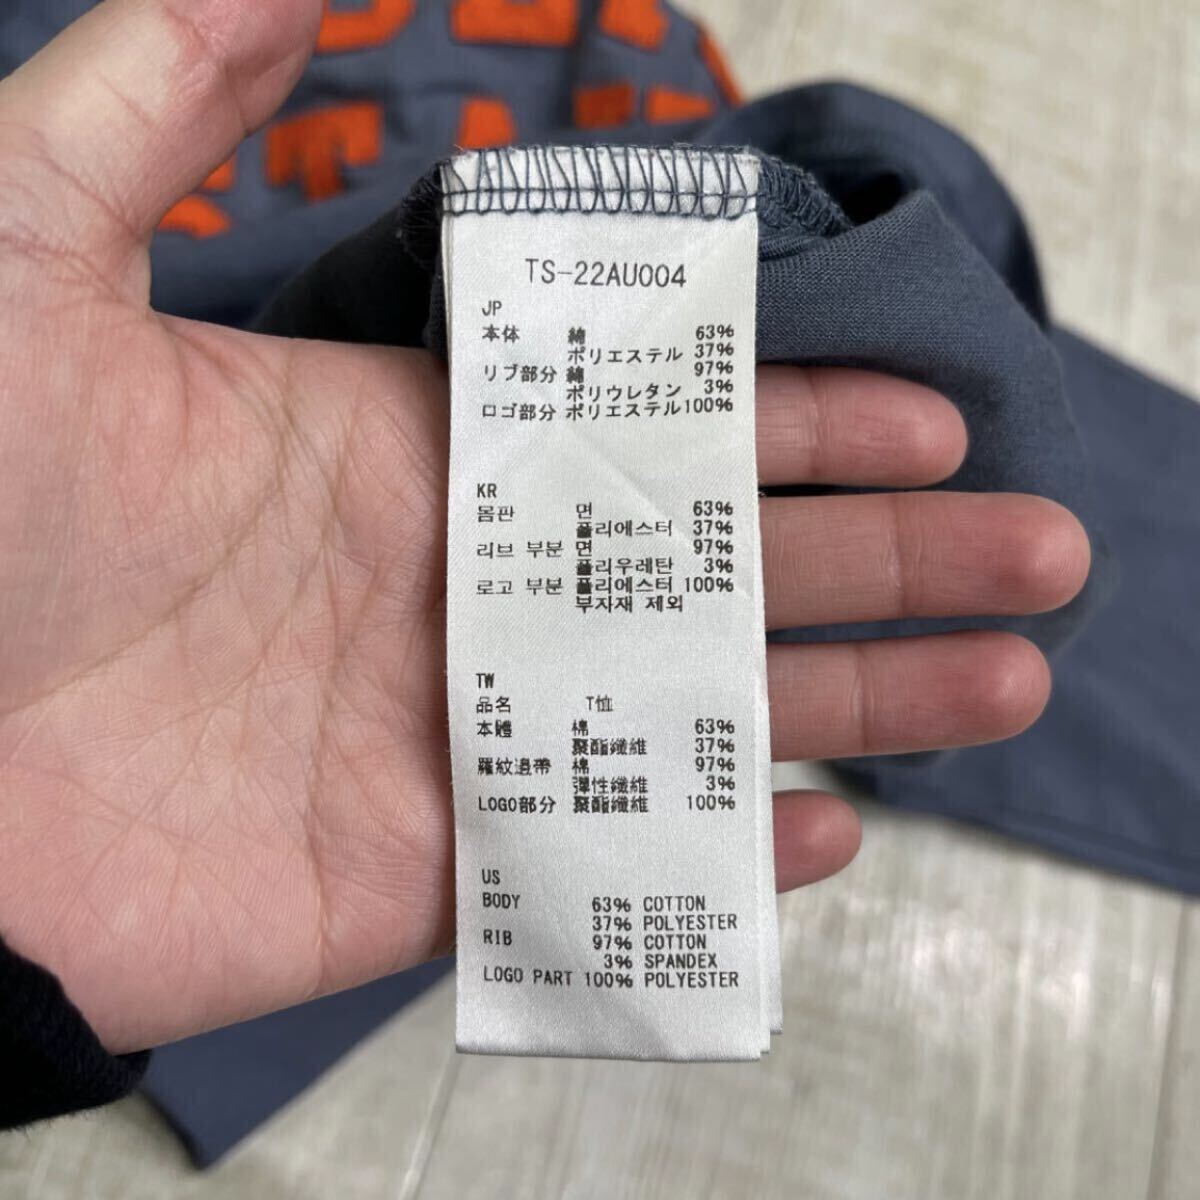 TS-22AU004
JP
本体 綿 63%
ポリエステル 37%
リブ部分 綿 97%
ポリウレタン 3%
ロゴ部分 ポリエステル 100%
KR
몸판 면 63%
폴리에스터 37%
리브 부분 면 97%
폴리우레탄 3%
로고 부분 폴리에스터 100%
부자재 제외
TW
品名 T恤
本體 棉 63%
聚酯纖維 37%
羅紋邊帶 棉 97%
彈性纖維 3%
LOGO部分 聚酯纖維 100%
US
BODY 63% COTTON
37% POLYESTER
RIB 97% COTTON
3% SPANDEX
LOGO PART 100% POLYESTER